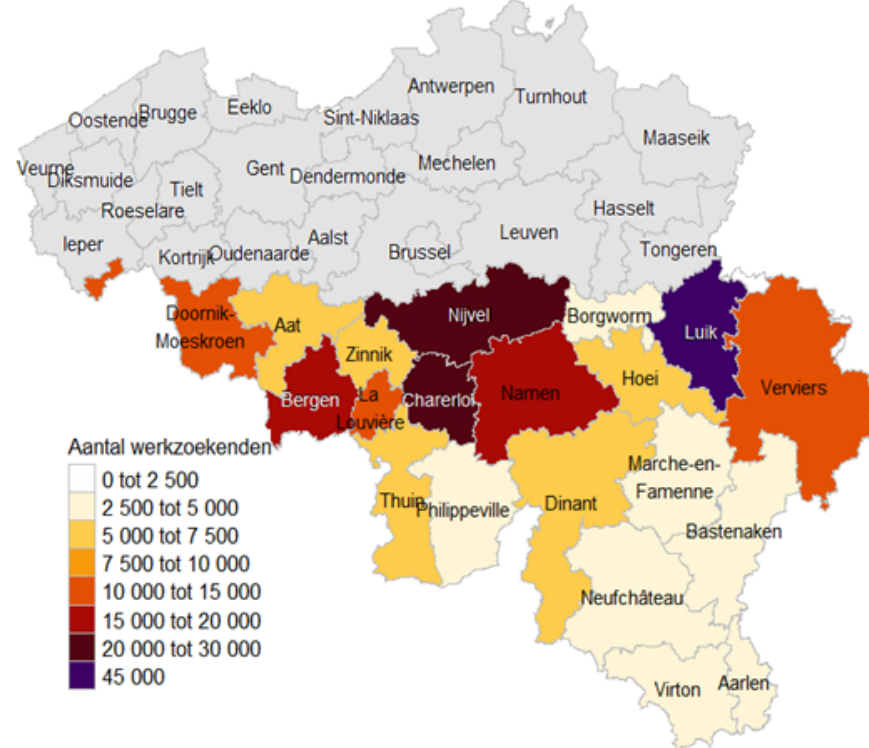 Antwerpen
Turnhout
Oostende
Brugge
Eeklo
Sint-Niklaas
Maaseik
Veurne
Diksmuide
Tielt
Gent
Dendermonde
Mechelen
Roeselare
Hasselt
Ieper
Kortrijk
Oudenaarde
Aalst
Brussel
Leuven
Tongeren
Doornik-
Moeskroen
Aat
Nijvel
Borgworm
Luik
Zinnik
Hoei
Verviers
Bergen
La
Louvière
Charerloi
Namen
Aantal werkzoekenden
0 tot 2 500
2 500 tot 5 000
5 000 tot 7 500
7 500 tot 10 000
10 000 tot 15 000
15 000 tot 20 000
20 000 tot 30 000
45 000
Thuin
Philippeville
Dinant
Marche-en-
Famenne
Bastenaken
Neufchâteau
Virton
Aarlen